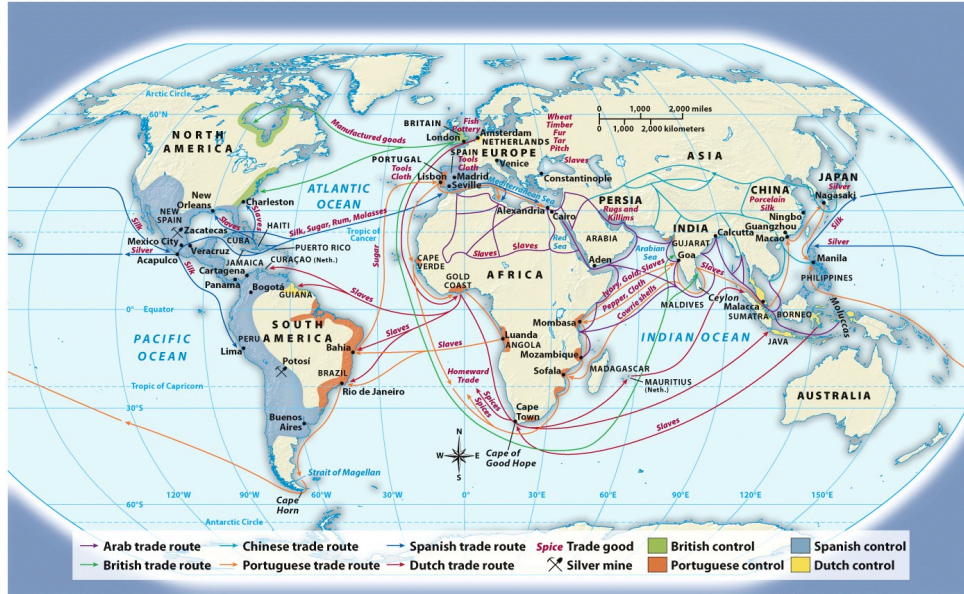 Arctic Circle
60°N
NORTH
AMERICA
Manufactured goods
BRITAIN
London
Fish
Pottery
Amsterdam
NETHERLANDS
Wheat
Timber
Fur
Tar
Pitch
0 1,000 2,000 miles
0 1,000 2,000 kilometers
SPAIN
EUROPE
Venice
Slaves
ASIA
PORTUGAL
Tools
Cloth
Tools
Cloth
Madrid
Lisbon
Seville
Constantinople
Mediterranean Sea
JAPAN
Silver
Nagasaki
CHINA
Porcelain
Silk
Ningbo
Guangzhou
Macao
Silk
ATLANTIC
OCEAN
New
Orleans
Charleston
Slaves
Slaves
NEW
SPAIN
Zacatecas
HAITI
Silk, Sugar, Rum, Molasses
Tropic of
Cancer
Alexandria
Cairo
PERSIA
Rugs and
Kilims
INDIA
GUJARAT
Calcutta
Goa
Silk
Silver
Mexico City
Acapulco
Veracruz
CUBA
JAMAICA
PUERTO RICO
CURAÇAO (Neth.)
Silk
Cartagena
Panama
Bogotá
GUIANA
Sugar
CAPE
VERDE
Slaves
Slaves
Red
Sea
ARABIA
Arabian
Sea
Aden
AFRICA
GOLD
COAST
Ivory, Gold, Slaves
Pepper, Cloth
Cowrie shells
Slaves
MALDIVES
Ceylon
Malacca
SUMATRA
BORNEO
Moluccas
JAVA
Silver
Manila
PHILIPPINES
0° Equator
PACIFIC
OCEAN
PERU
Lima
SOUTH
AMERICA
Potosí
Bahia
BRAZIL
Rio de Janeiro
Slaves
Slaves
Slaves
Luanda
ANGOLA
Mombasa
Mozambique
Sofala
INDIAN OCEAN
MADAGASCAR
MAURITIUS
(Neth.)
Tropic of Capricorn
30°S
Buenos
Aires
Homeward
Trade
Spices
Spices
Cape
Town
Slaves
AUSTRALIA
Cape of
Good Hope
N
W E
S
Strait of Magellan
Cape
Horn
60°S
120°W 90°W 60°W 30°W 0° 30°E 60°E 90°E 120°E 150°E
Antarctic Circle
Arab trade route
Chinese trade route
Spanish trade route
Spice Trade good
British control
Spanish control
British trade route
Portuguese trade route
Dutch trade route
Silver mine
Portuguese control
Dutch control